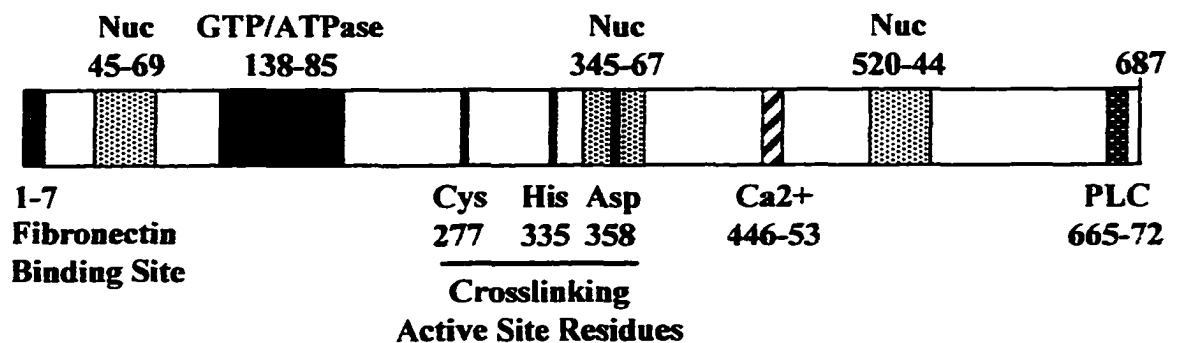 Nuc GTP/ATPase Nuc Nuc
45-69 138-85 345-67 520-44 687
1-7 Cys His Asp Ca2+ PLC
Fibronectin 277 335 358 446-53 665-72
Binding Site
Crosslinking
Active Site Residues